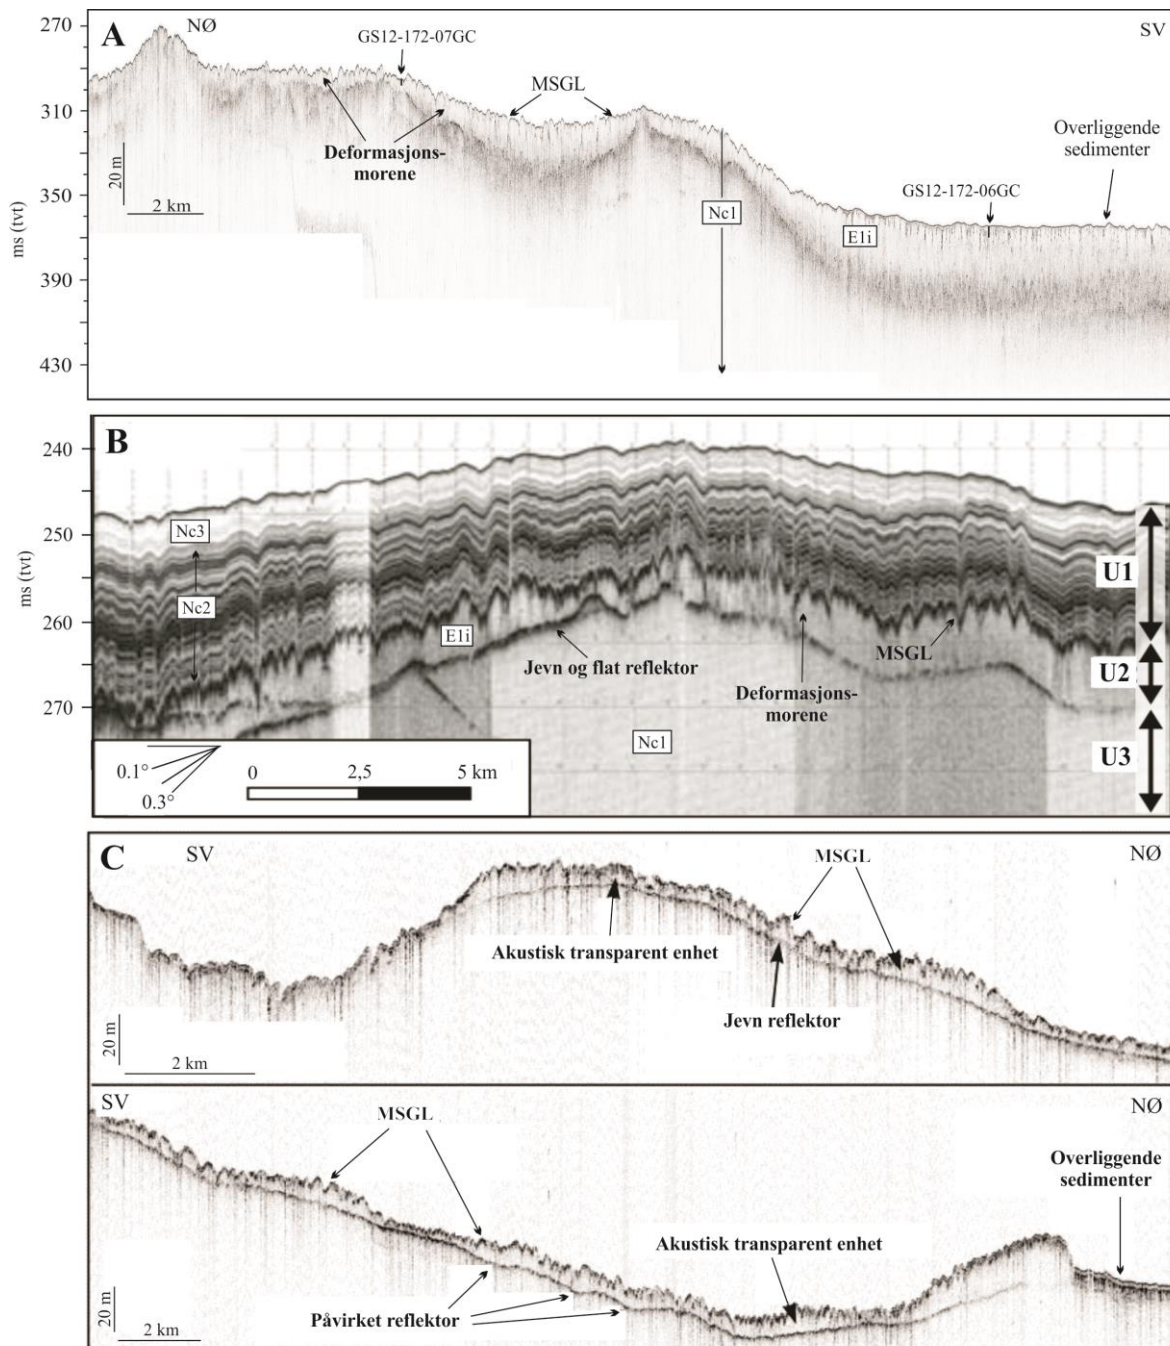 A
NØ
SV
270
310
350
390
430
ms (tvt)
GS12-172-07GC
MSGL
Deformasjons-
morene
Overliggende
sedimenter
GS12-172-06GC
Nc1
E1i
20 m
2 km
B
240
250
260
270
ms (tvt)
Nc3
Nc2
E1i
Jevn og flat reflektor
MSGL
Deformasjons-
morene
Nc1
U1
U2
U3
0.1°
0.3°
0 2,5 5 km
C
SV
NØ
MSGL
Akustisk transparent enhet
Jevn reflektor
20 m
2 km
SV
NØ
MSGL
Overliggende
sedimenter
Akustisk transparent enhet
Påvirket reflektor
20 m
2 km